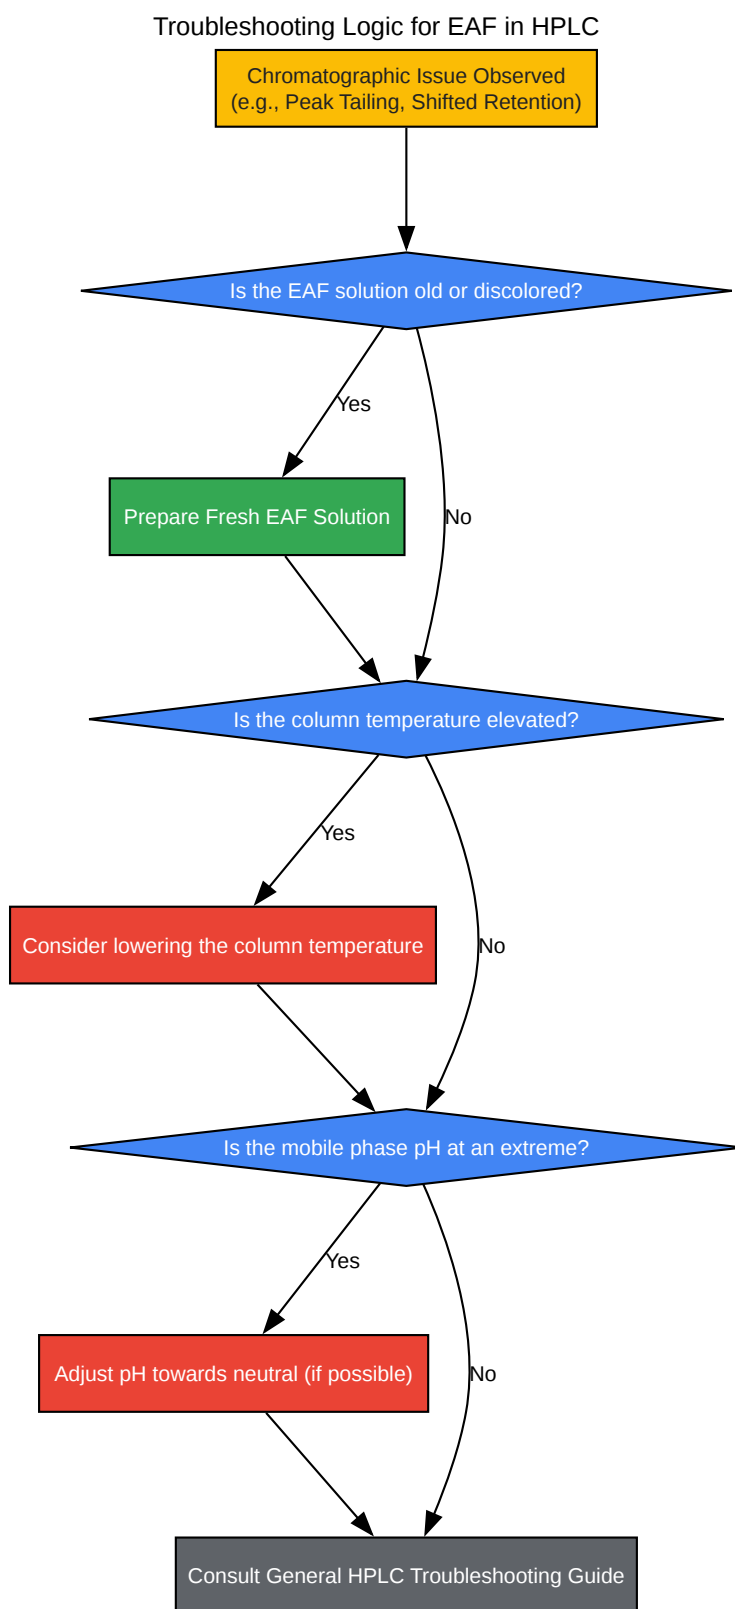 Troubleshooting Logic for EAF in HPLC
Chromatographic Issue Observed
(e.g., Peak Tailing, Shifted Retention)
Is the EAF solution old or discolored?
Yes
Prepare Fresh EAF Solution
No
Is the column temperature elevated?
Yes
Consider lowering the column temperature
No
Is the mobile phase pH at an extreme?
Yes
Adjust pH towards neutral (if possible)
No
Consult General HPLC Troubleshooting Guide